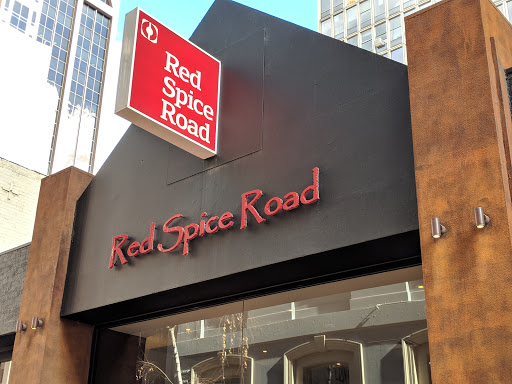 Red
Spice
Road
Red Spice Road